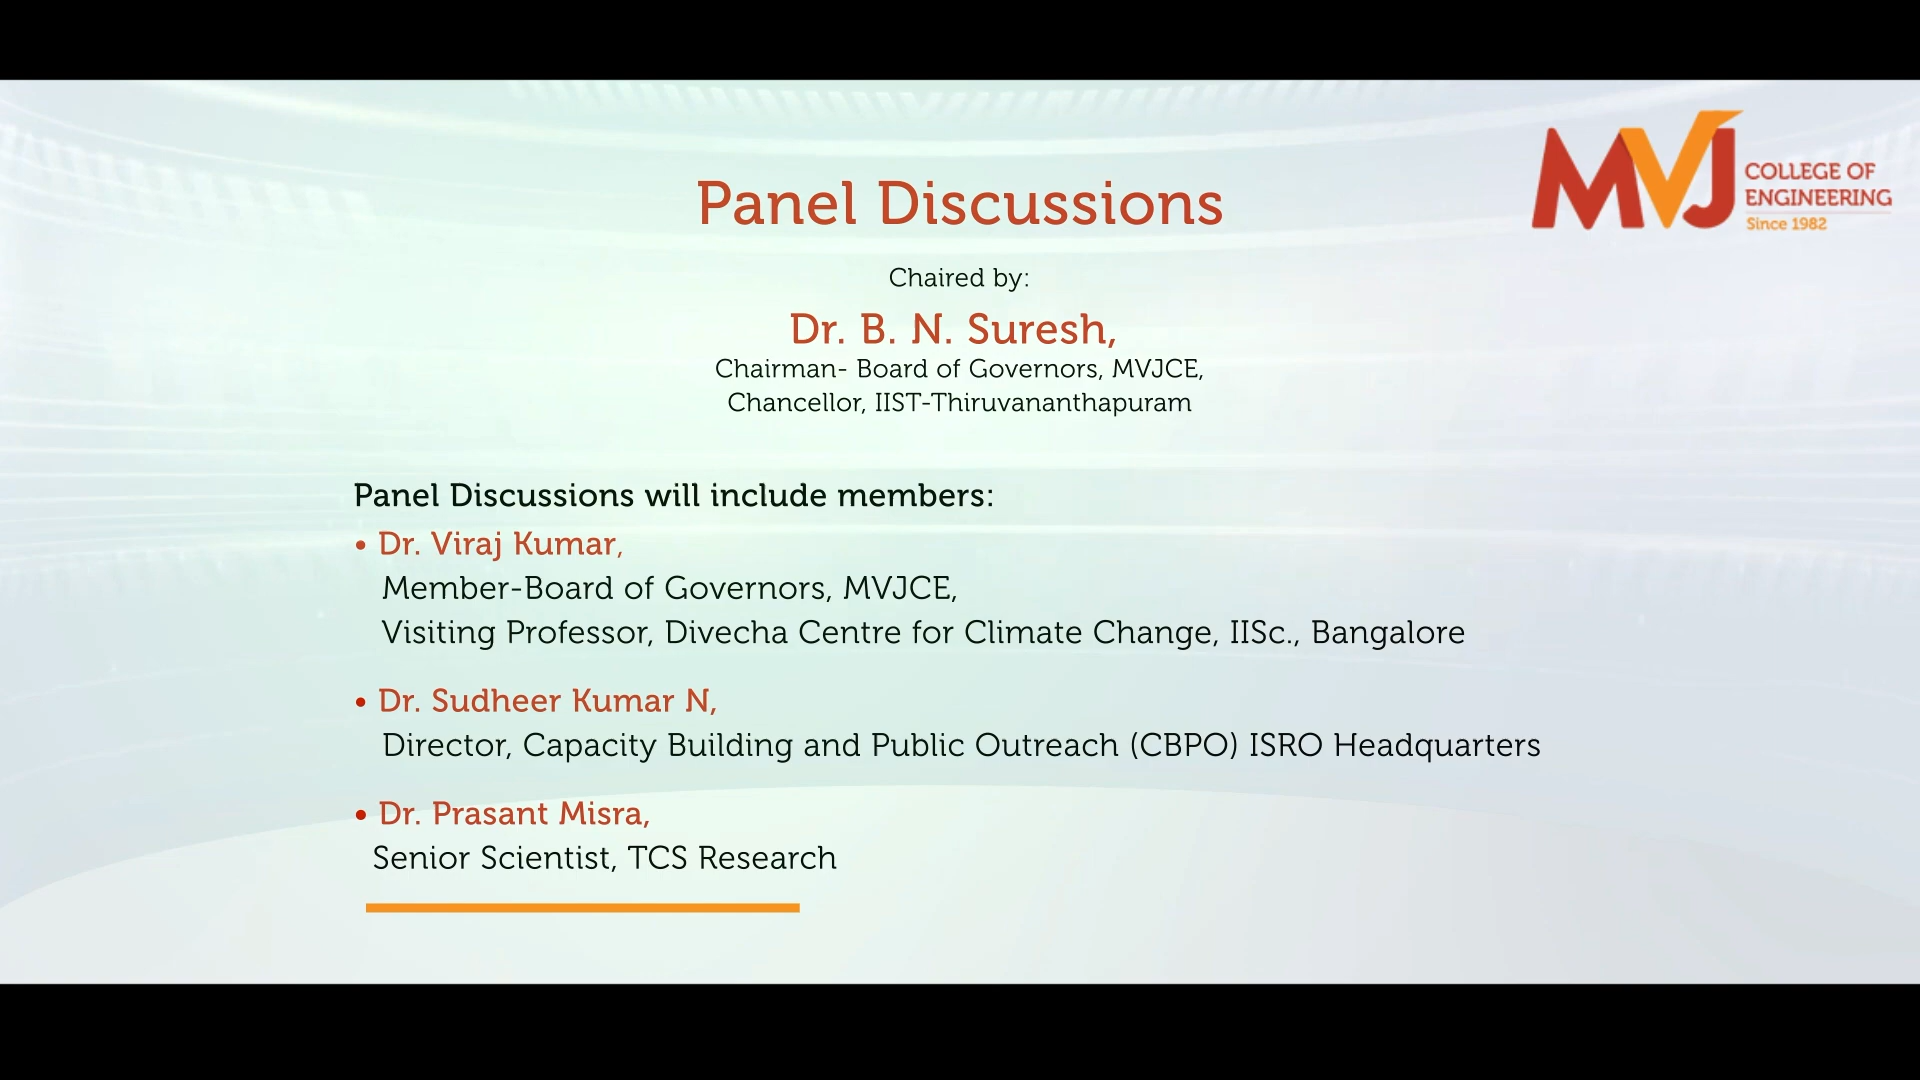 MVJ COLLEGE OF
ENGINEERING
Since 1982
Panel Discussions
Chaired by:
Dr. B. N. Suresh,
Chairman- Board of Governors, MVJCE,
Chancellor, IIST-Thiruvananthapuram
Panel Discussions will include members:
• Dr. Viraj Kumar,
Member-Board of Governors, MVJCE,
Visiting Professor, Divecha Centre for Climate Change, IISc., Bangalore
• Dr. Sudheer Kumar N,
Director, Capacity Building and Public Outreach (CBPO) ISRO Headquarters
• Dr. Prasant Misra,
Senior Scientist, TCS Research